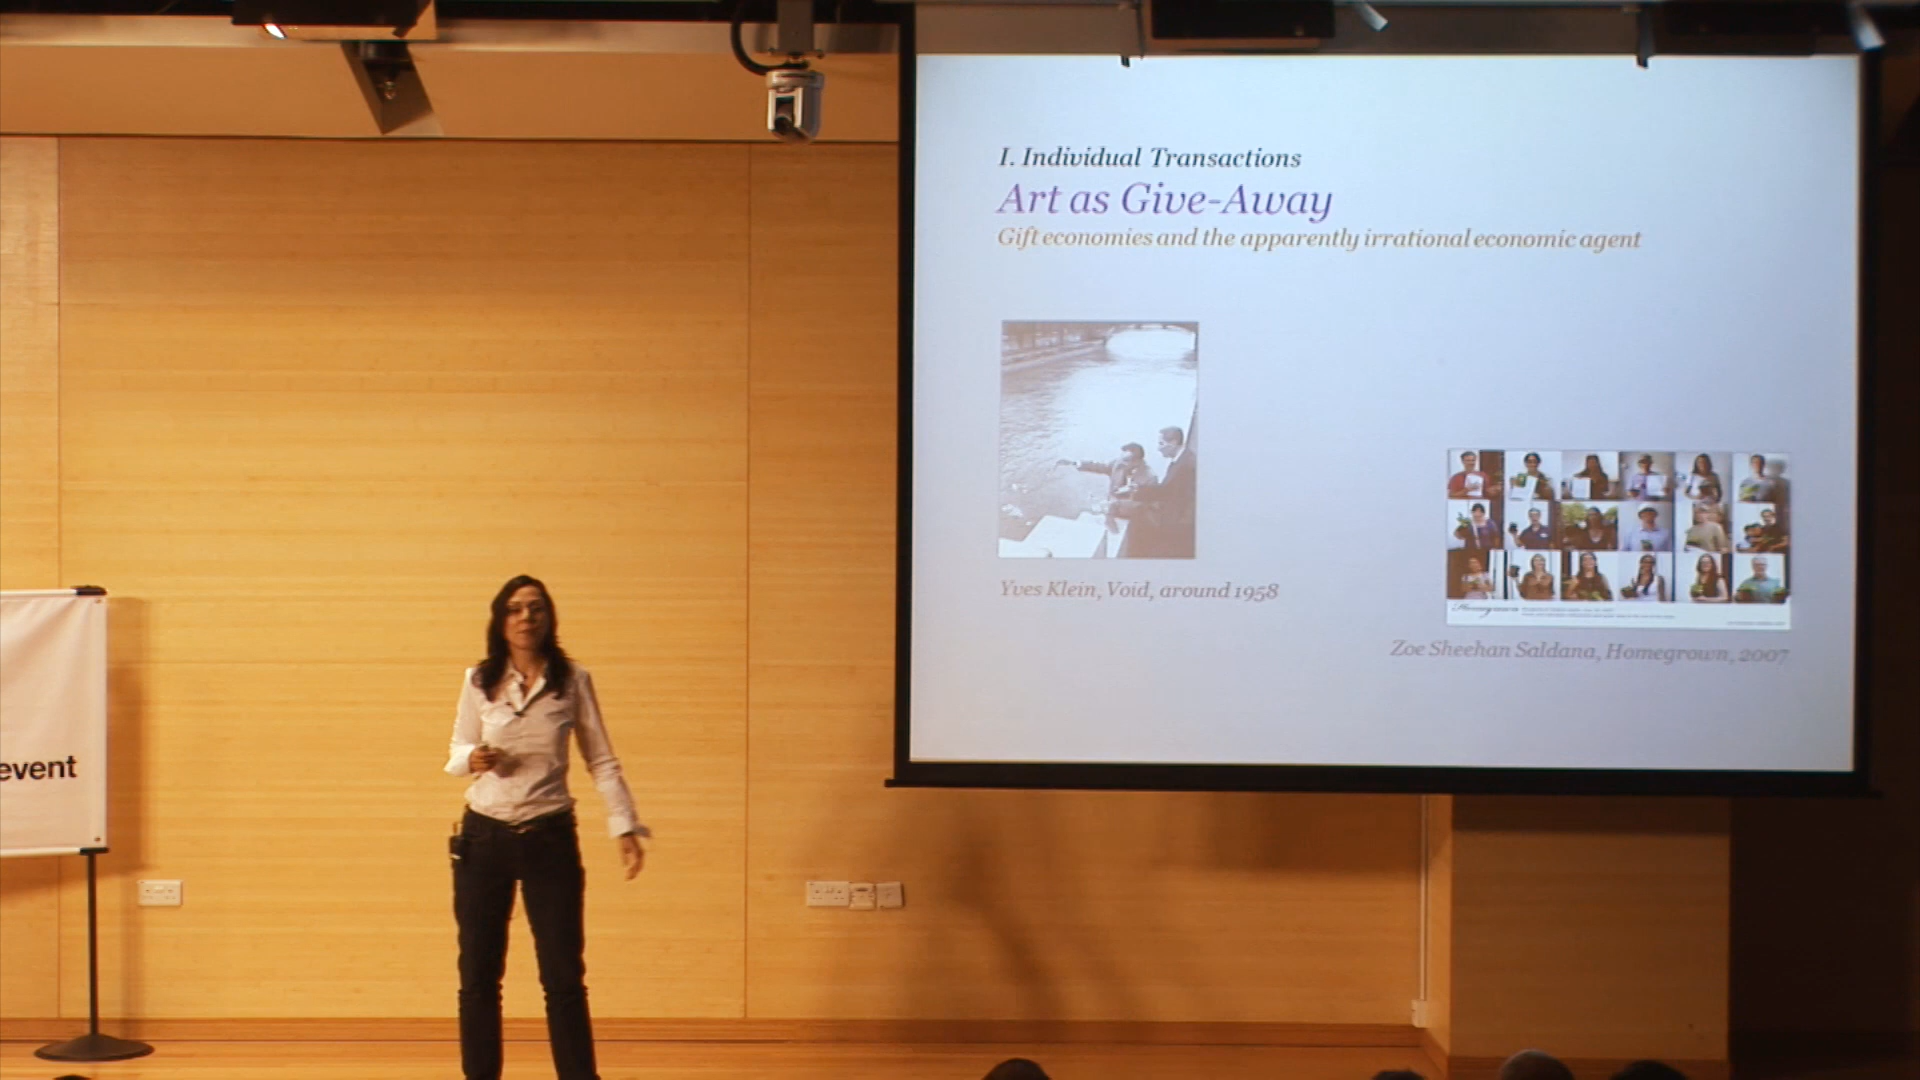 I. Individual Transactions
Art as Give-Away
Gift economies and the apparently irrational economic agent
Yves Klein, Void, around 1958
Zoe Sheehan Saldana, Homegrown, 2007
event